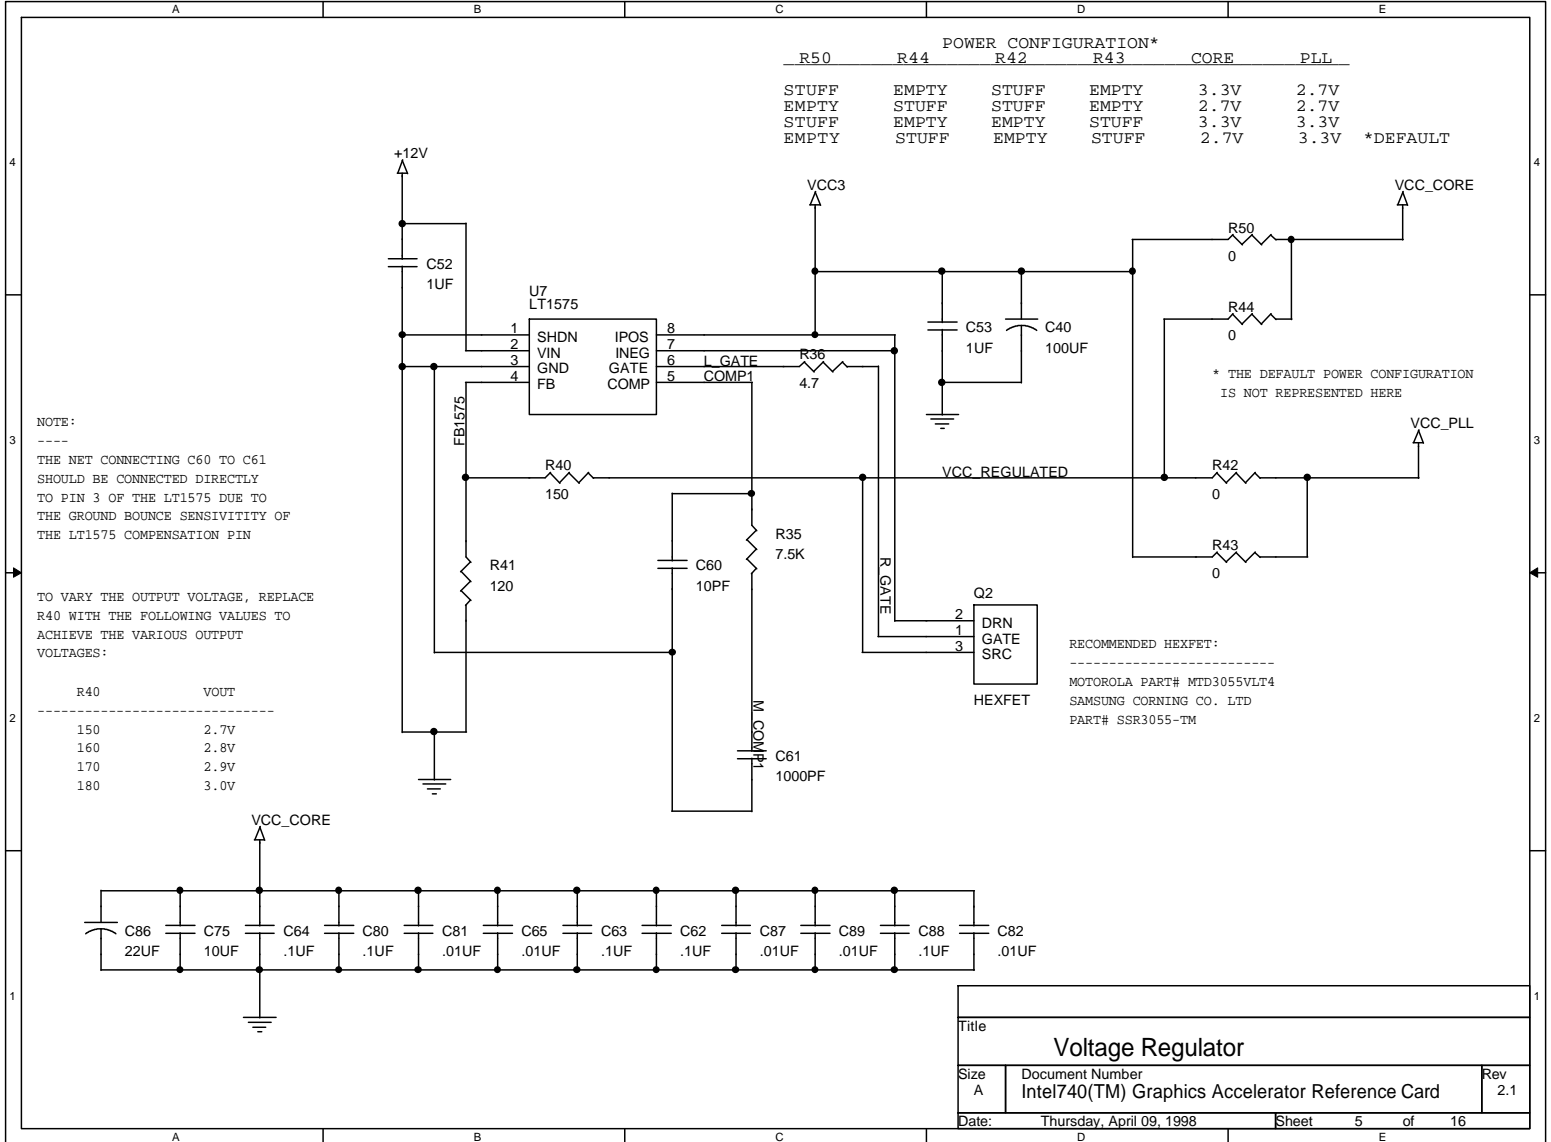 A B C D E
POWER CONFIGURATION*
R50 R44 R42 R43 CORE PLL
STUFF EMPTY STUFF EMPTY 3.3V 2.7V
EMPTY STUFF STUFF EMPTY 2.7V 2.7V
STUFF EMPTY EMPTY STUFF 3.3V 3.3V
EMPTY STUFF EMPTY STUFF 2.7V 3.3V *DEFAULT
4 4
+12V
VCC3
VCC_CORE
R50
0
C52
1UF
U7
LT1575
1 SHDN IPOS 8
2 VIN INEG 7
3 GND GATE 6
4 FB COMP 5
L_GATE
COMP1
R36
4.7
C53
1UF
C40
100UF
R44
0
* THE DEFAULT POWER CONFIGURATION
IS NOT REPRESENTED HERE
FB1575
VCC_PLL
3 3
NOTE:
----
THE NET CONNECTING C60 TO C61
SHOULD BE CONNECTED DIRECTLY
TO PIN 3 OF THE LT1575 DUE TO
THE GROUND BOUNCE SENSIVITITY OF
THE LT1575 COMPENSATION PIN
R40
150
VCC_REGULATED
R42
0
R43
0
R35
7.5K
C60
10PF
R41
120
R_GATE
TO VARY THE OUTPUT VOLTAGE, REPLACE
R40 WITH THE FOLLOWING VALUES TO
ACHIEVE THE VARIOUS OUTPUT
VOLTAGES:
Q2
2 DRN
1 GATE
3 SRC
HEXFET
RECOMMENDED HEXFET:
--------------------------
MOTOROLA PART# MTD3055VLT4
SAMSUNG CORNING CO. LTD
PART# SSR3055-TM
R40 VOUT
------------------------------
150 2.7V
160 2.8V
170 2.9V
180 3.0V
2 2
M_COMP1
C61
1000PF
VCC_CORE
C86 C75 C64 C80 C81 C65 C63 C62 C87 C89 C88 C82
22UF 10UF .1UF .1UF .01UF .01UF .1UF .1UF .01UF .01UF .1UF .01UF
1 1
Title
Voltage Regulator
Size Document Number Rev
A Intel740(TM) Graphics Accelerator Reference Card 2.1
Date: Thursday, April 09, 1998 Sheet 5 of 16
A B C D E